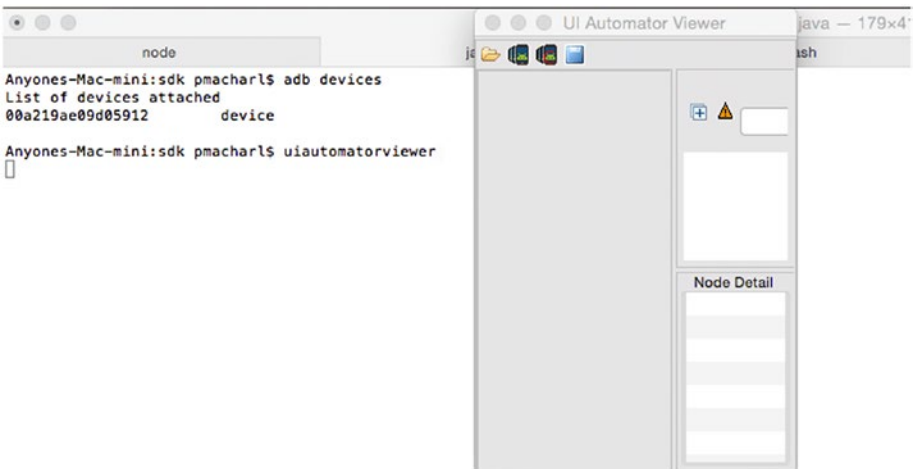 UI Automator Viewer
java — 179×4
node
Anyones-Mac-mini:sdk pmacharl$ adb devices
List of devices attached
00a219ae09d05912 device
Anyones-Mac-mini:sdk pmacharl$ uiautomatorviewer
Node Detail